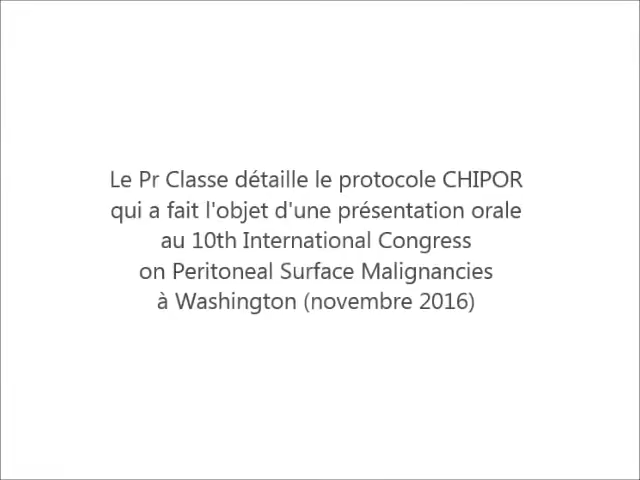 Le Pr Classe détaille le protocole CHIPOR
qui a fait l'objet d'une présentation orale
au 10th International Congress
on Peritoneal Surface Malignancies
à Washington (novembre 2016)